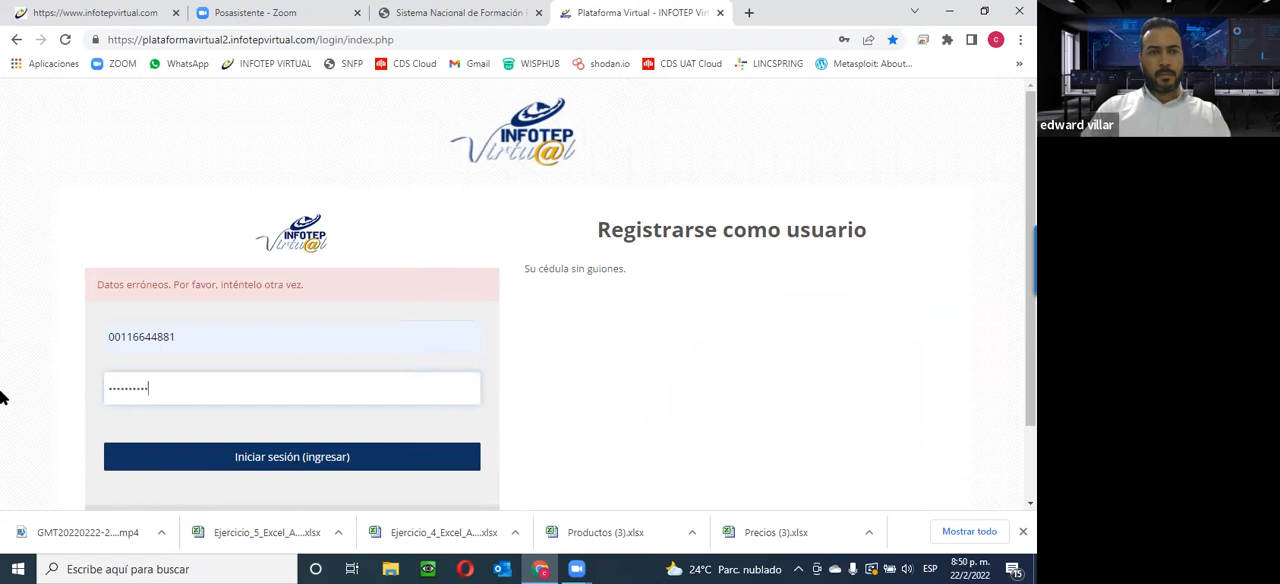 https://www.infotepvirtual.com
Posasistente - Zoom
Sistema Nacional de Formación
Plataforma Virtual - INFOTEP Vir
https://plataformavirtual2.infotepvirtual.com/login/index.php
Aplicaciones
ZOOM
WhatsApp
INFOTEP VIRTUAL
SNFP
CDS Cloud
Gmail
WISPHUB
shodan.io
CDS UAT Cloud
LINCSPRING
Metasploit: About...
»
INFOTEP
Virtu@l
INFOTEP
Virtu@l
Datos erróneos. Por favor, inténtelo otra vez.
00116644881
••••••••••
Iniciar sesión (ingresar)
Registrarse como usuario
Su cédula sin guiones.
edward villar
GMT20220222-2....mp4
Ejercicio_5_Excel_A....xlsx
Ejercicio_4_Excel_A....xlsx
Productos (3).xlsx
Precios (3).xlsx
Mostrar todo
Escribe aquí para buscar
24°C Parc. nublado
ESP
8:50 p. m.
22/2/2022
15